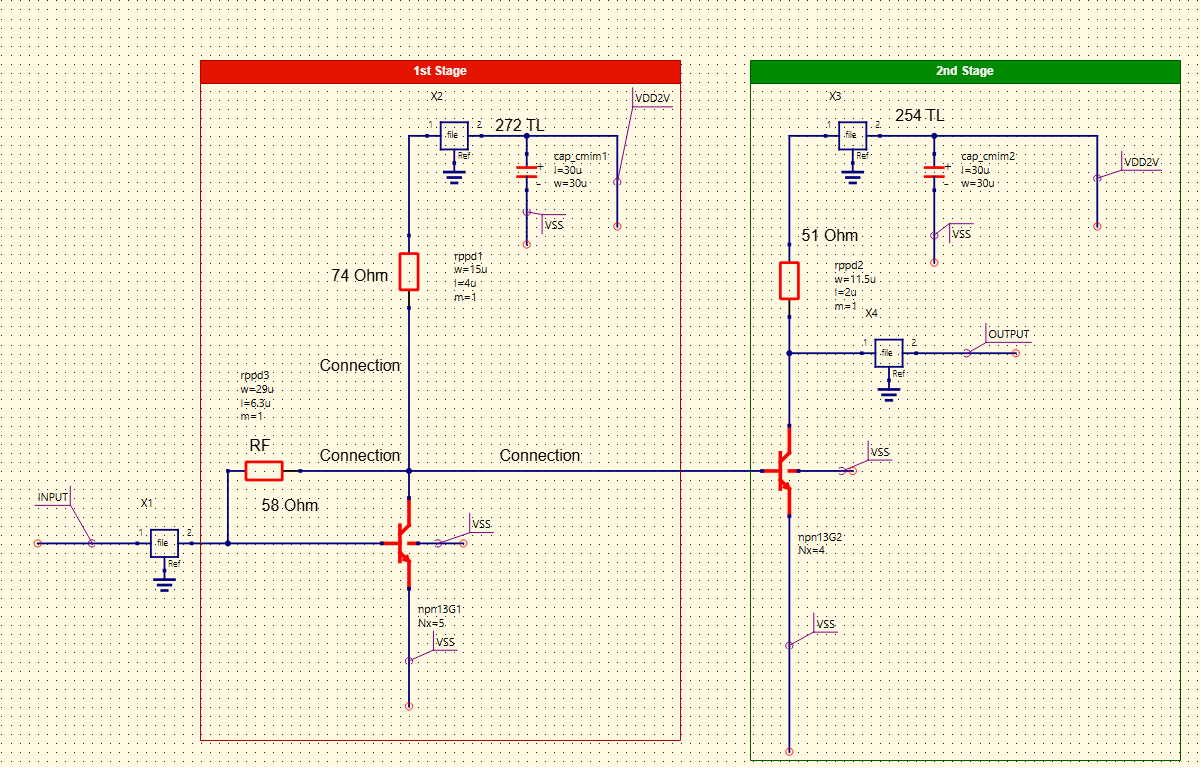 1st Stage
2nd Stage
X2
VDD2V
X3
254 TL
272 TL
1
2
1
2
file
file
Ref
Ref
cap_cmim1
l=30u
w=30u
+
-
cap_cmim2
l=30u
w=30u
+
-
VDD2V
VSS
VSS
51 Ohm
74 Ohm
rppd1
w=15u
l=4u
m=1
rppd2
w=11.5u
l=2u
m=1
X4
OUTPUT
1
2
file
Ref
Connection
rppd3
w=29u
l=6.3u
m=1
RF
Connection
Connection
VSS
58 Ohm
INPUT
X1
1
2
file
Ref
VSS
npn13G2
Nx=4
npn13G1
Nx=5
VSS
VSS